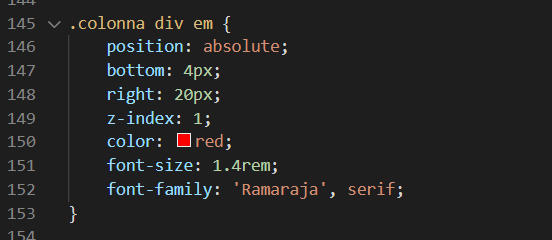 145 .colonna div em {
146 position: absolute;
147 bottom: 4px;
148 right: 20px;
149 z-index: 1;
150 color: red;
151 font-size: 1.4rem;
152 font-family: 'Ramaraja', serif;
153 }
154